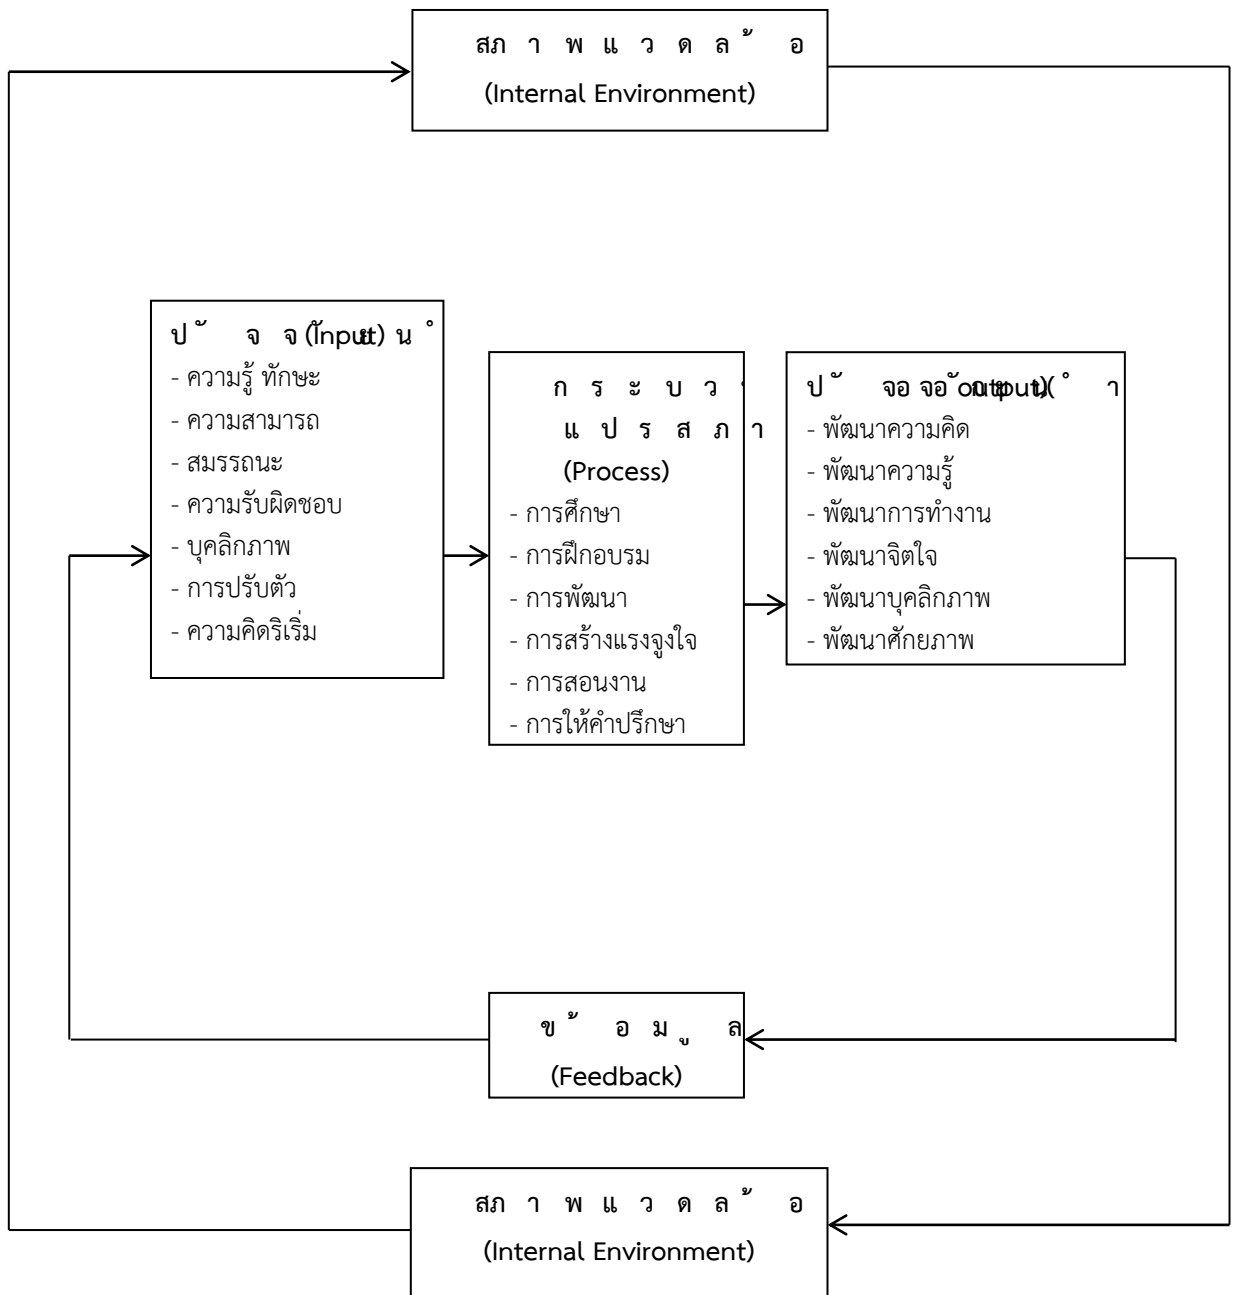 สภาพแวดล้อ
(Internal Environment)
(Input)
- ความรู้ ทักษะ
- ความสามารถ
- สมรรถนะ
- ความรับผิดชอบ
- บุคลิกภาพ
- การปรับตัว
- ความคิดริเริ่ม
กระบว
แปรสภา
(Process)
- การศึกษา
- การฝึกอบรม
- การพัฒนา
- การสร้างแรงจูงใจ
- การสอนงาน
- การให้คำปรึกษา
output)(
- พัฒนาความคิด
- พัฒนาความรู้
- พัฒนาการทำงาน
- พัฒนาจิตใจ
- พัฒนาบุคลิกภาพ
- พัฒนาศักยภาพ
ข้อมูล
(Feedback)
สภาพแวดล้อ
(Internal Environment)